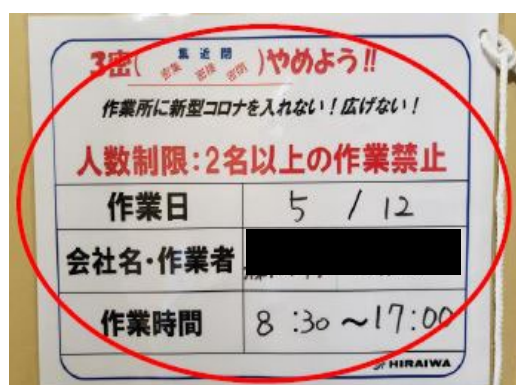 3密(密集 密接 密閉)やめよう!!
作業所に新型コロナを入れない！広げない！
人数制限：2名以上の作業禁止
作業日 5 / 12
会社名・作業者
作業時間 8:30〜17:00
HIRAIWA